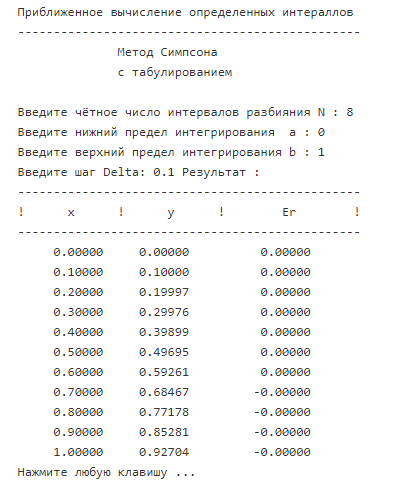 Приближенное вычисление определенных интераллов
-----------------------------------------------
Метод Симпсона
с табулированием
Введите чётное число интервалов разбияния N : 8
Введите нижний предел интегрирования a : 0
Введите верхний предел интегрирования b : 1
Введите шаг Delta: 0.1 Результат :
-----------------------------------------------
! x ! y ! Er !
-----------------------------------------------
0.00000 0.00000 0.00000
0.10000 0.10000 0.00000
0.20000 0.19997 0.00000
0.30000 0.29976 0.00000
0.40000 0.39899 0.00000
0.50000 0.49695 0.00000
0.60000 0.59261 0.00000
0.70000 0.68467 -0.00000
0.80000 0.77178 -0.00000
0.90000 0.85281 -0.00000
1.00000 0.92704 -0.00000
Нажмите любую клавишу ...